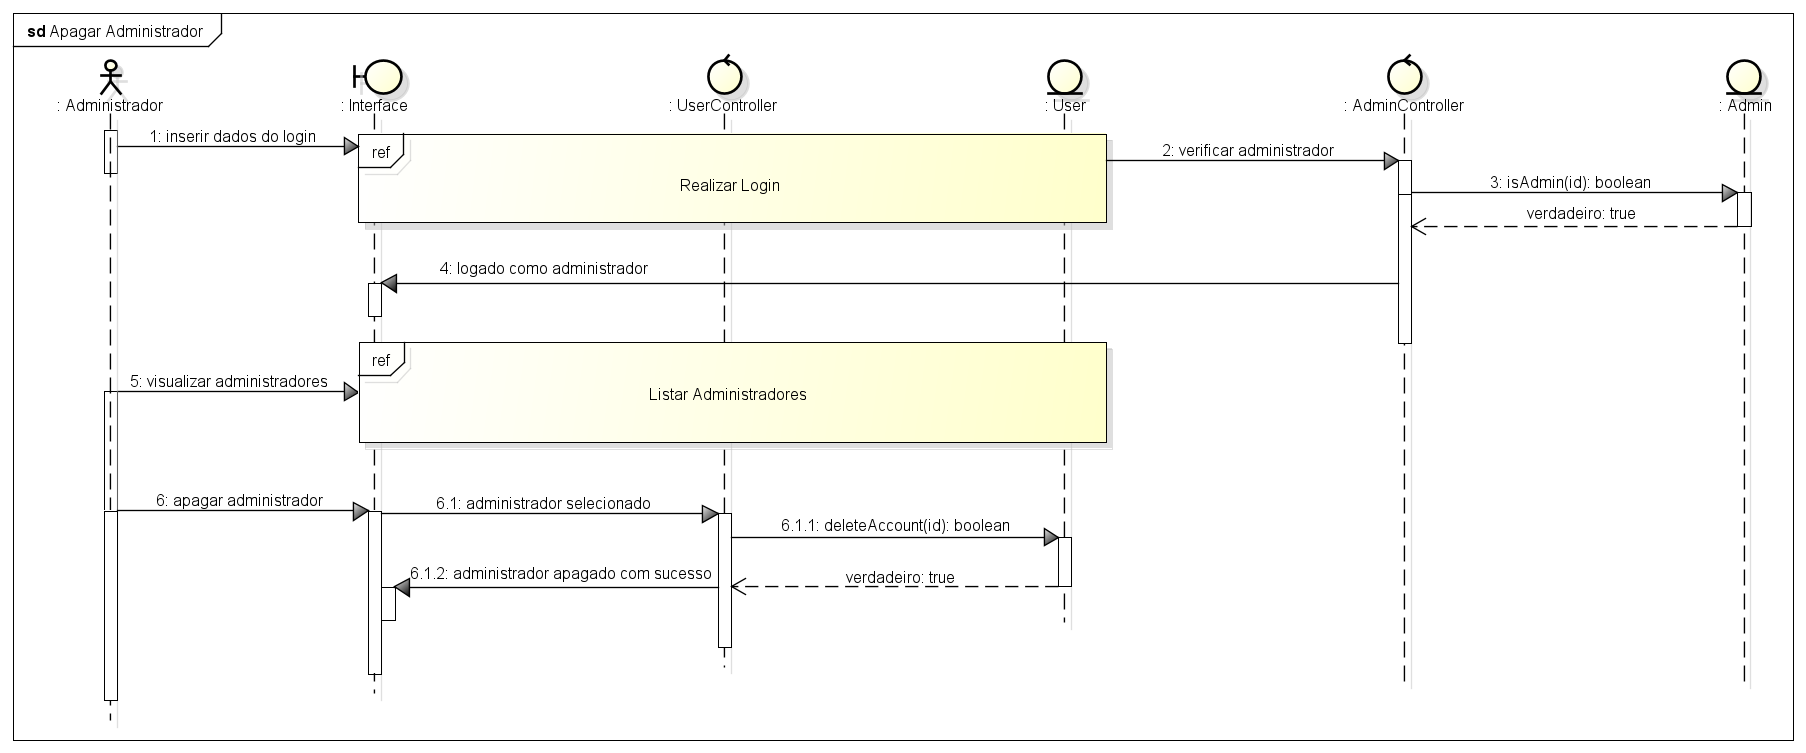 sd Apagar Administrador
: Administrador
: Interface
: UserController
: User
: AdminController
: Admin
1: inserir dados do login
ref
Realizar Login
2: verificar administrador
3: isAdmin(id): boolean
verdadeiro: true
4: logado como administrador
ref
Listar Administradores
5: visualizar administradores
6: apagar administrador
6.1: administrador selecionado
6.1.1: deleteAccount(id): boolean
6.1.2: administrador apagado com sucesso
verdadeiro: true